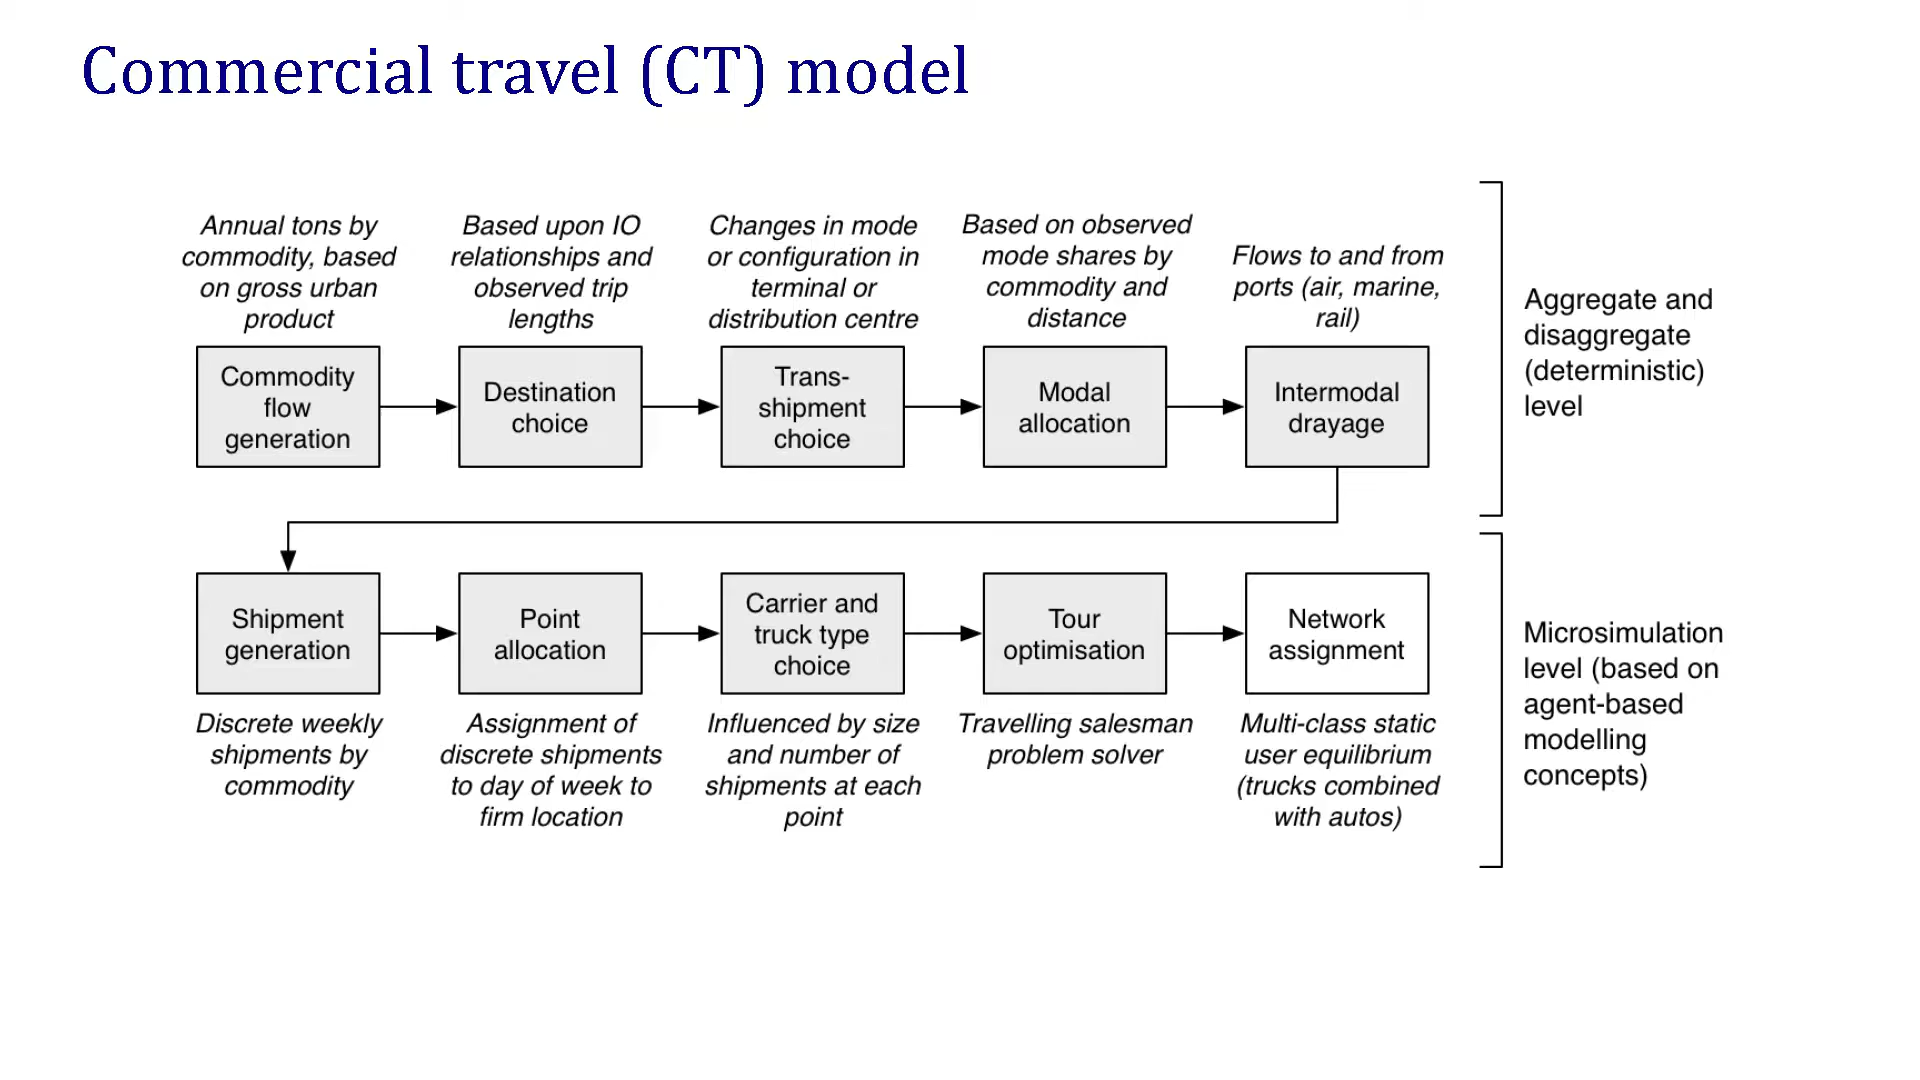 Commercial travel (CT) model
Annual tons by
commodity, based
on gross urban
product
Based upon IO
relationships and
observed trip
lengths
Changes in mode
or configuration in
terminal or
distribution centre
Based on observed
mode shares by
commodity and
distance
Flows to and from
ports (air, marine,
rail)
Commodity
flow
generation
Destination
choice
Trans-
shipment
choice
Modal
allocation
Intermodal
drayage
Aggregate and
disaggregate
(deterministic)
level
Shipment
generation
Point
allocation
Carrier and
truck type
choice
Tour
optimisation
Network
assignment
Discrete weekly
shipments by
commodity
Assignment of
discrete shipments
to day of week to
firm location
Influenced by size
and number of
shipments at each
point
Travelling salesman
problem solver
Multi-class static
user equilibrium
(trucks combined
with autos)
Microsimulation
level (based on
agent-based
modelling
concepts)